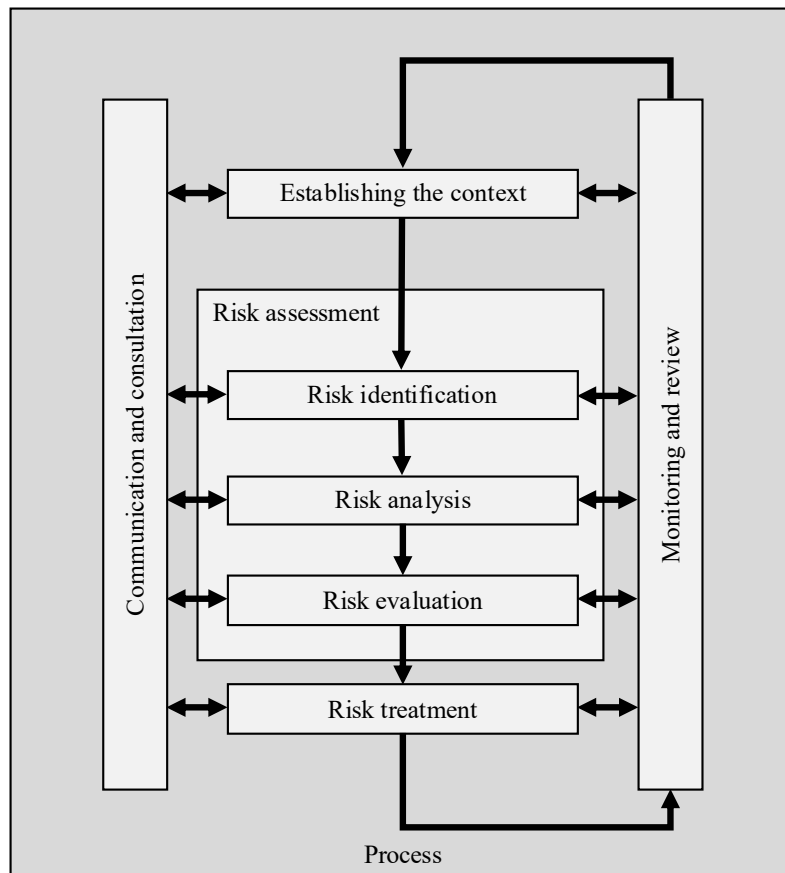 Establishing the context
Communication and consultation
Risk assessment
Monitoring and review
Risk identification
Risk analysis
Risk evaluation
Risk treatment
Process